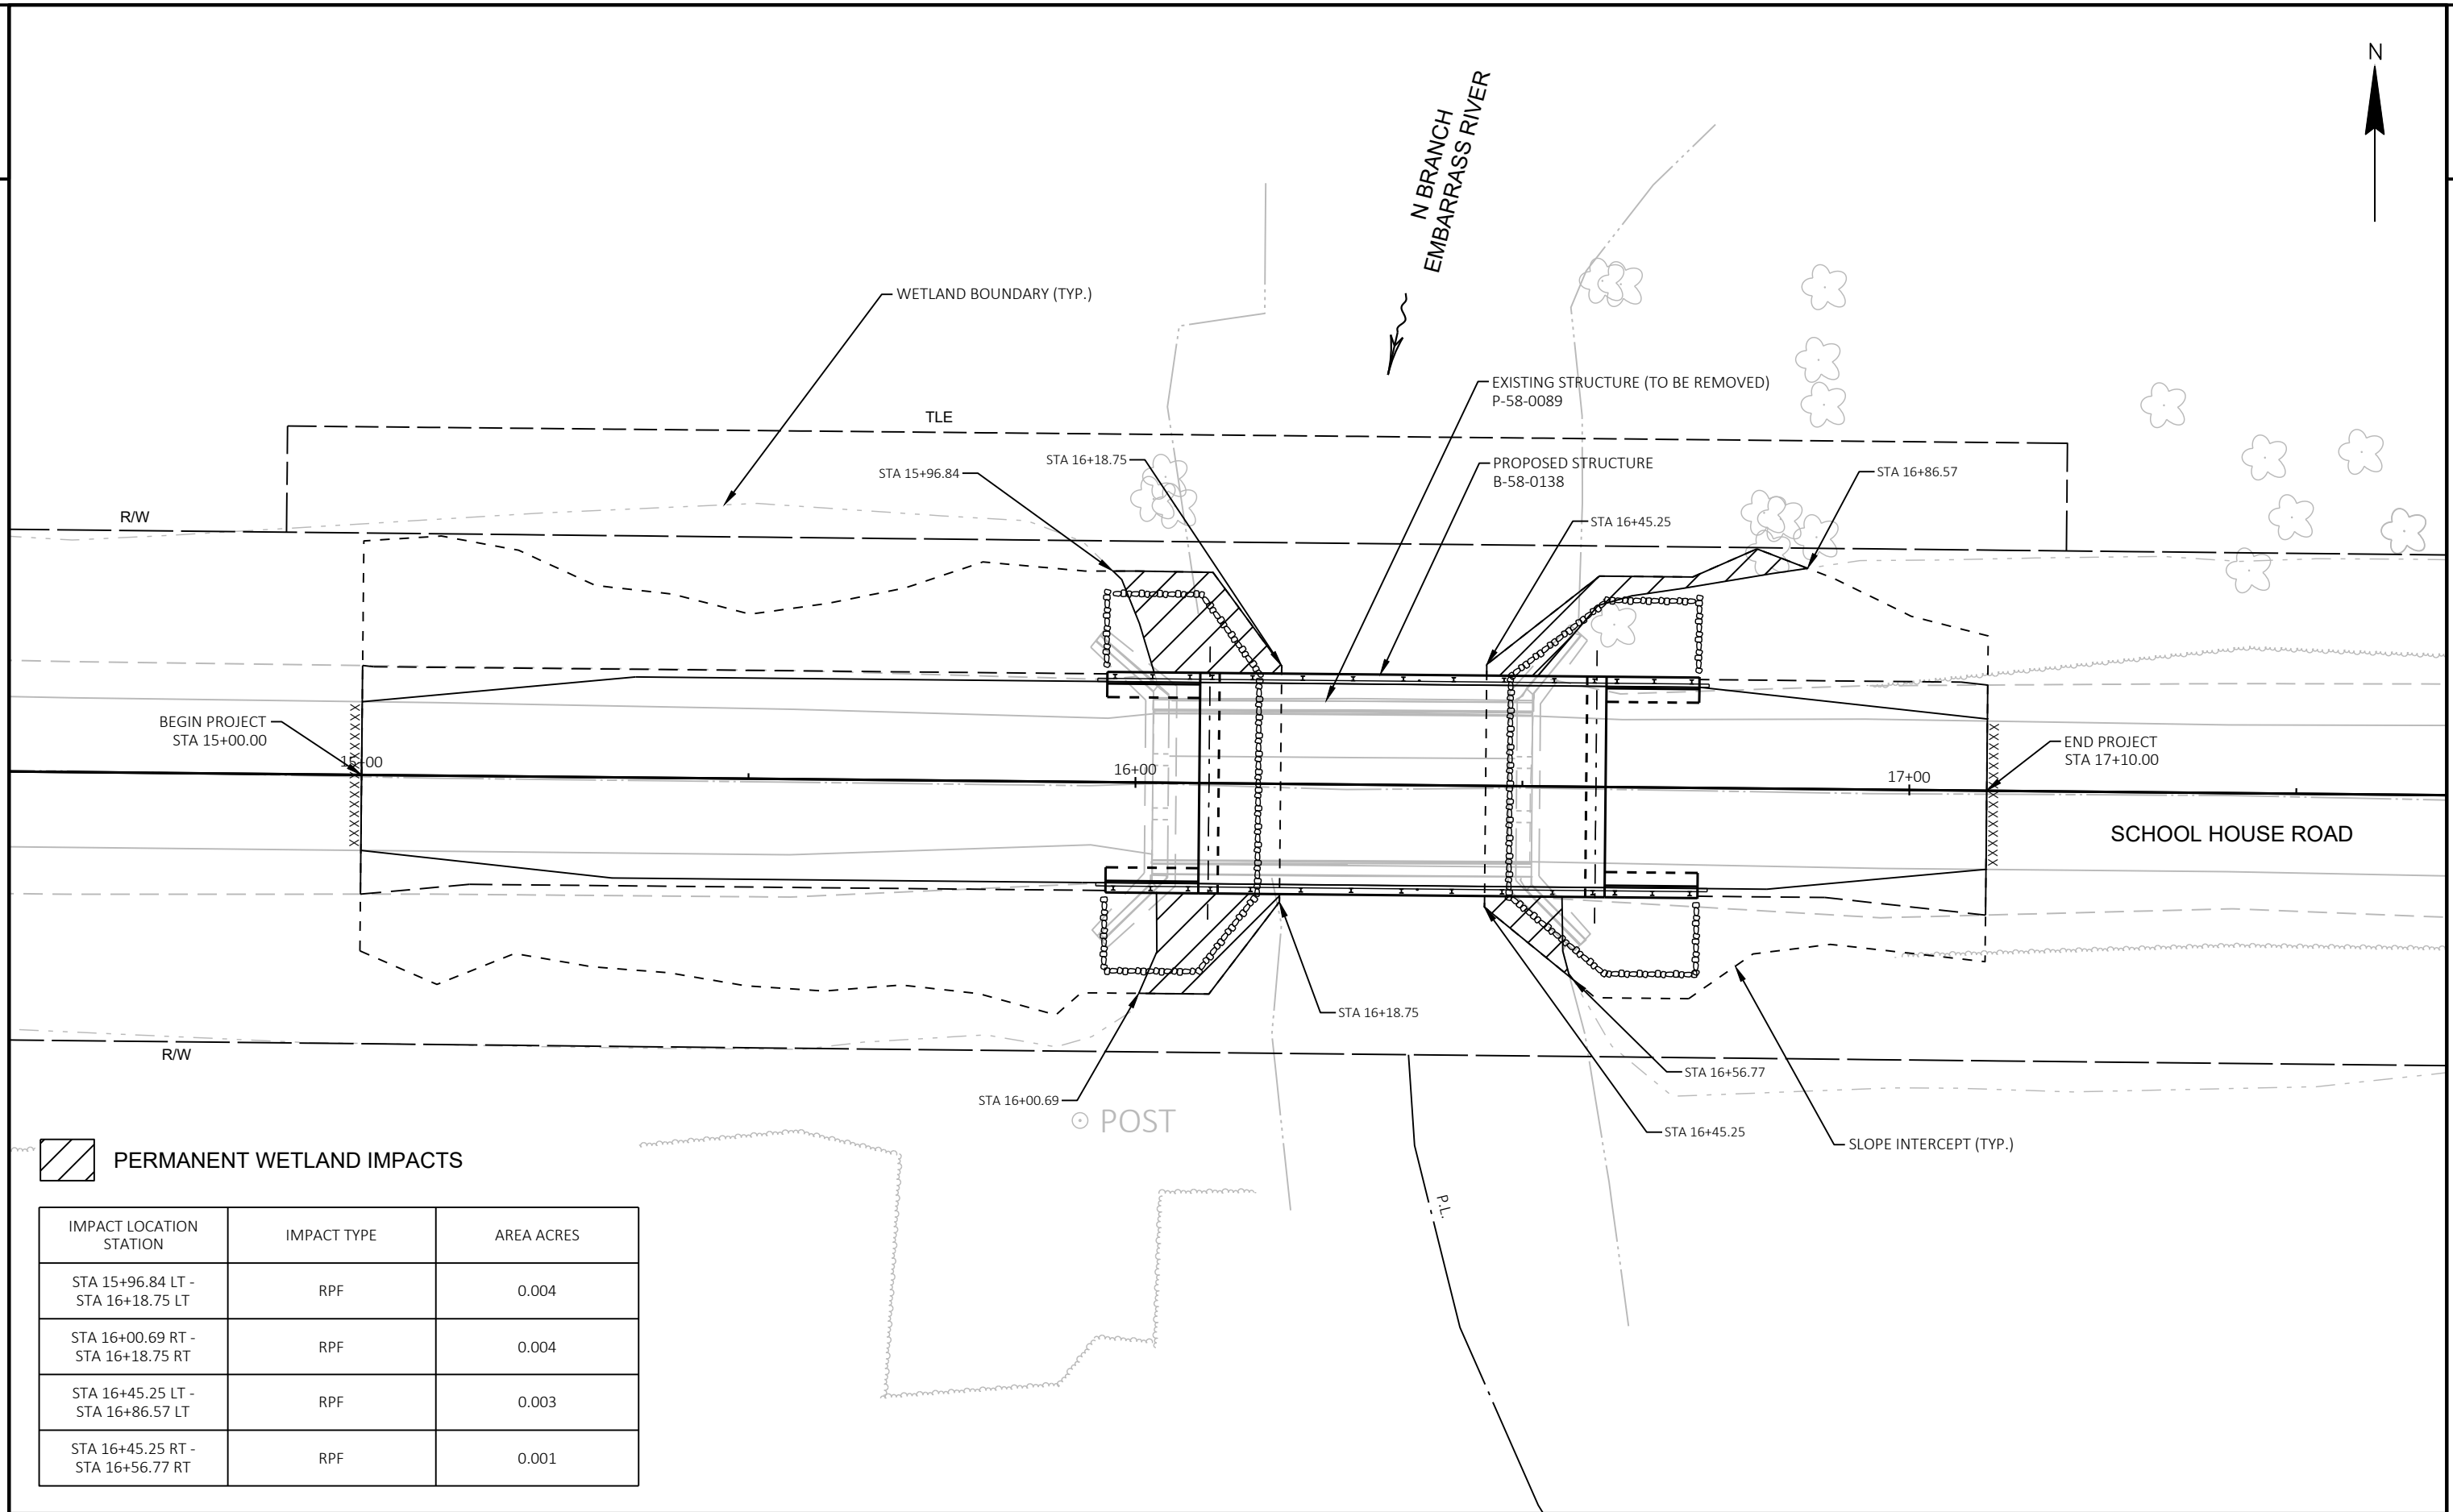 N
N BRANCH
EMBARRASS RIVER
WETLAND BOUNDARY (TYP.)
EXISTING STRUCTURE (TO BE REMOVED)
P-58-0089
TLE
STA 16+18.75
STA 15+96.84
PROPOSED STRUCTURE
B-58-0138
STA 16+86.57
R/W
STA 16+45.25
BEGIN PROJECT
STA 15+00.00
15+00
16+00
17+00
END PROJECT
STA 17+10.00
SCHOOL HOUSE ROAD
STA 16+18.75
R/W
STA 16+56.77
STA 16+00.69
POST
STA 16+45.25
SLOPE INTERCEPT (TYP.)
P.L.
PERMANENT WETLAND IMPACTS
IMPACT LOCATION
STATION
IMPACT TYPE
AREA ACRES
STA 15+96.84 LT -
STA 16+18.75 LT
RPF
0.004
STA 16+00.69 RT -
STA 16+18.75 RT
RPF
0.004
STA 16+45.25 LT -
STA 16+86.57 LT
RPF
0.003
STA 16+45.25 RT -
STA 16+56.77 RT
RPF
0.001